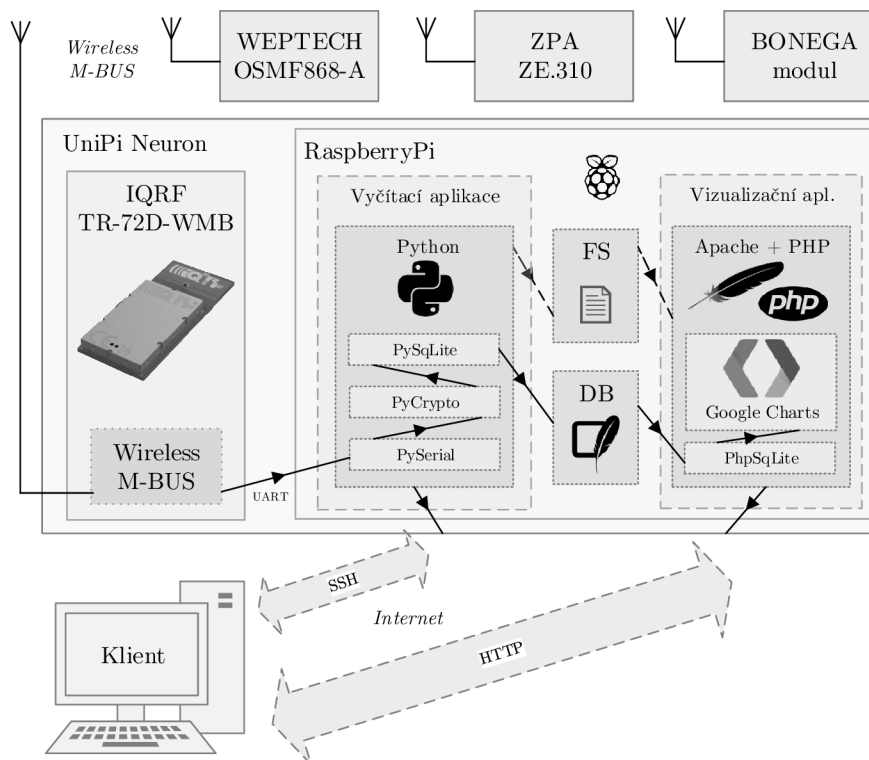 Wireless
M-BUS
WEPTECH
OSMF868-A
ZPA
ZE.310
BONEGA
modul
UniPi Neuron
RaspberryPi
IQRF
TR-72D-WMB
Vyčítací aplikace
Vizualizační apl.
Python
FS
Apache + PHP
php
PySqLite
PyCrypto
PySerial
DB
Google Charts
PhpSqLite
Wireless
M-BUS
UART
SSH
Internet
HTTP
Klient